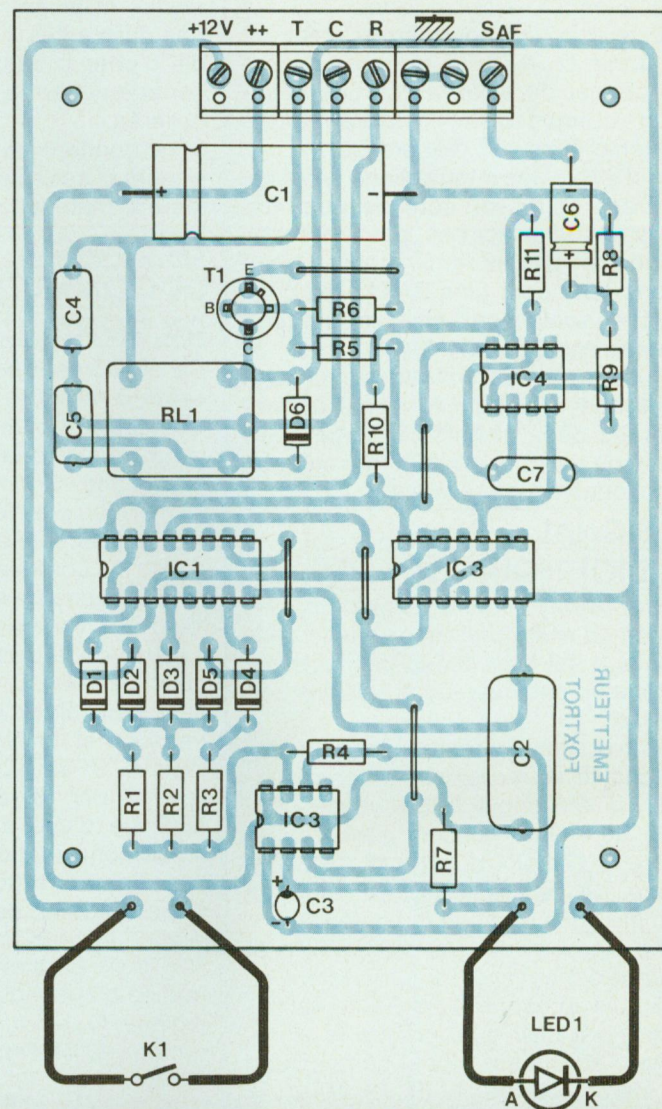 +12V ++ T C R SAF
+ C1 -
T1 E B C
C4
R6
R5
R11
C6 - +
R8
C5
RL1
D6
R10
IC4
R9
C7
IC1
IC3
D1 D2 D3 D5 D4
R4
C2
FOXTROT
EMETTEUR
R1 R2 R3
IC3
R7
+ C3 -
K1
LED1
A K